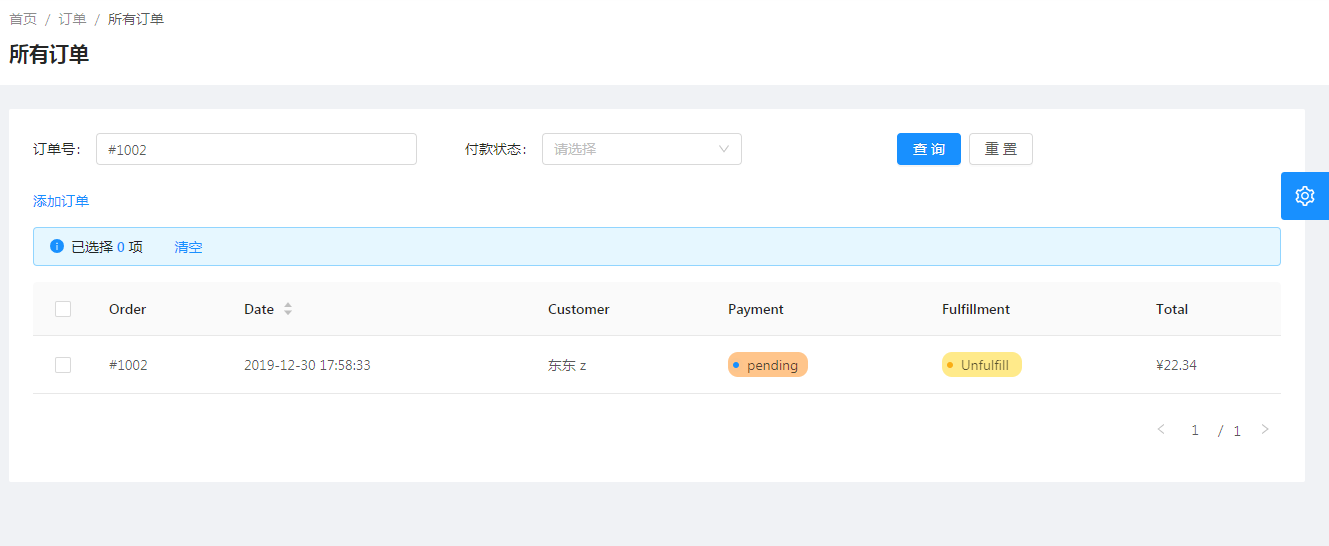 首页 / 订单 / 所有订单
所有订单
订单号: #1002 付款状态: 请选择 查 询 重 置
添加订单
已选择 0 项 清空
Order Date Customer Payment Fulfillment Total
#1002 2019-12-30 17:58:33 东东 z pending Unfulfill ¥22.34
< 1 / 1 >